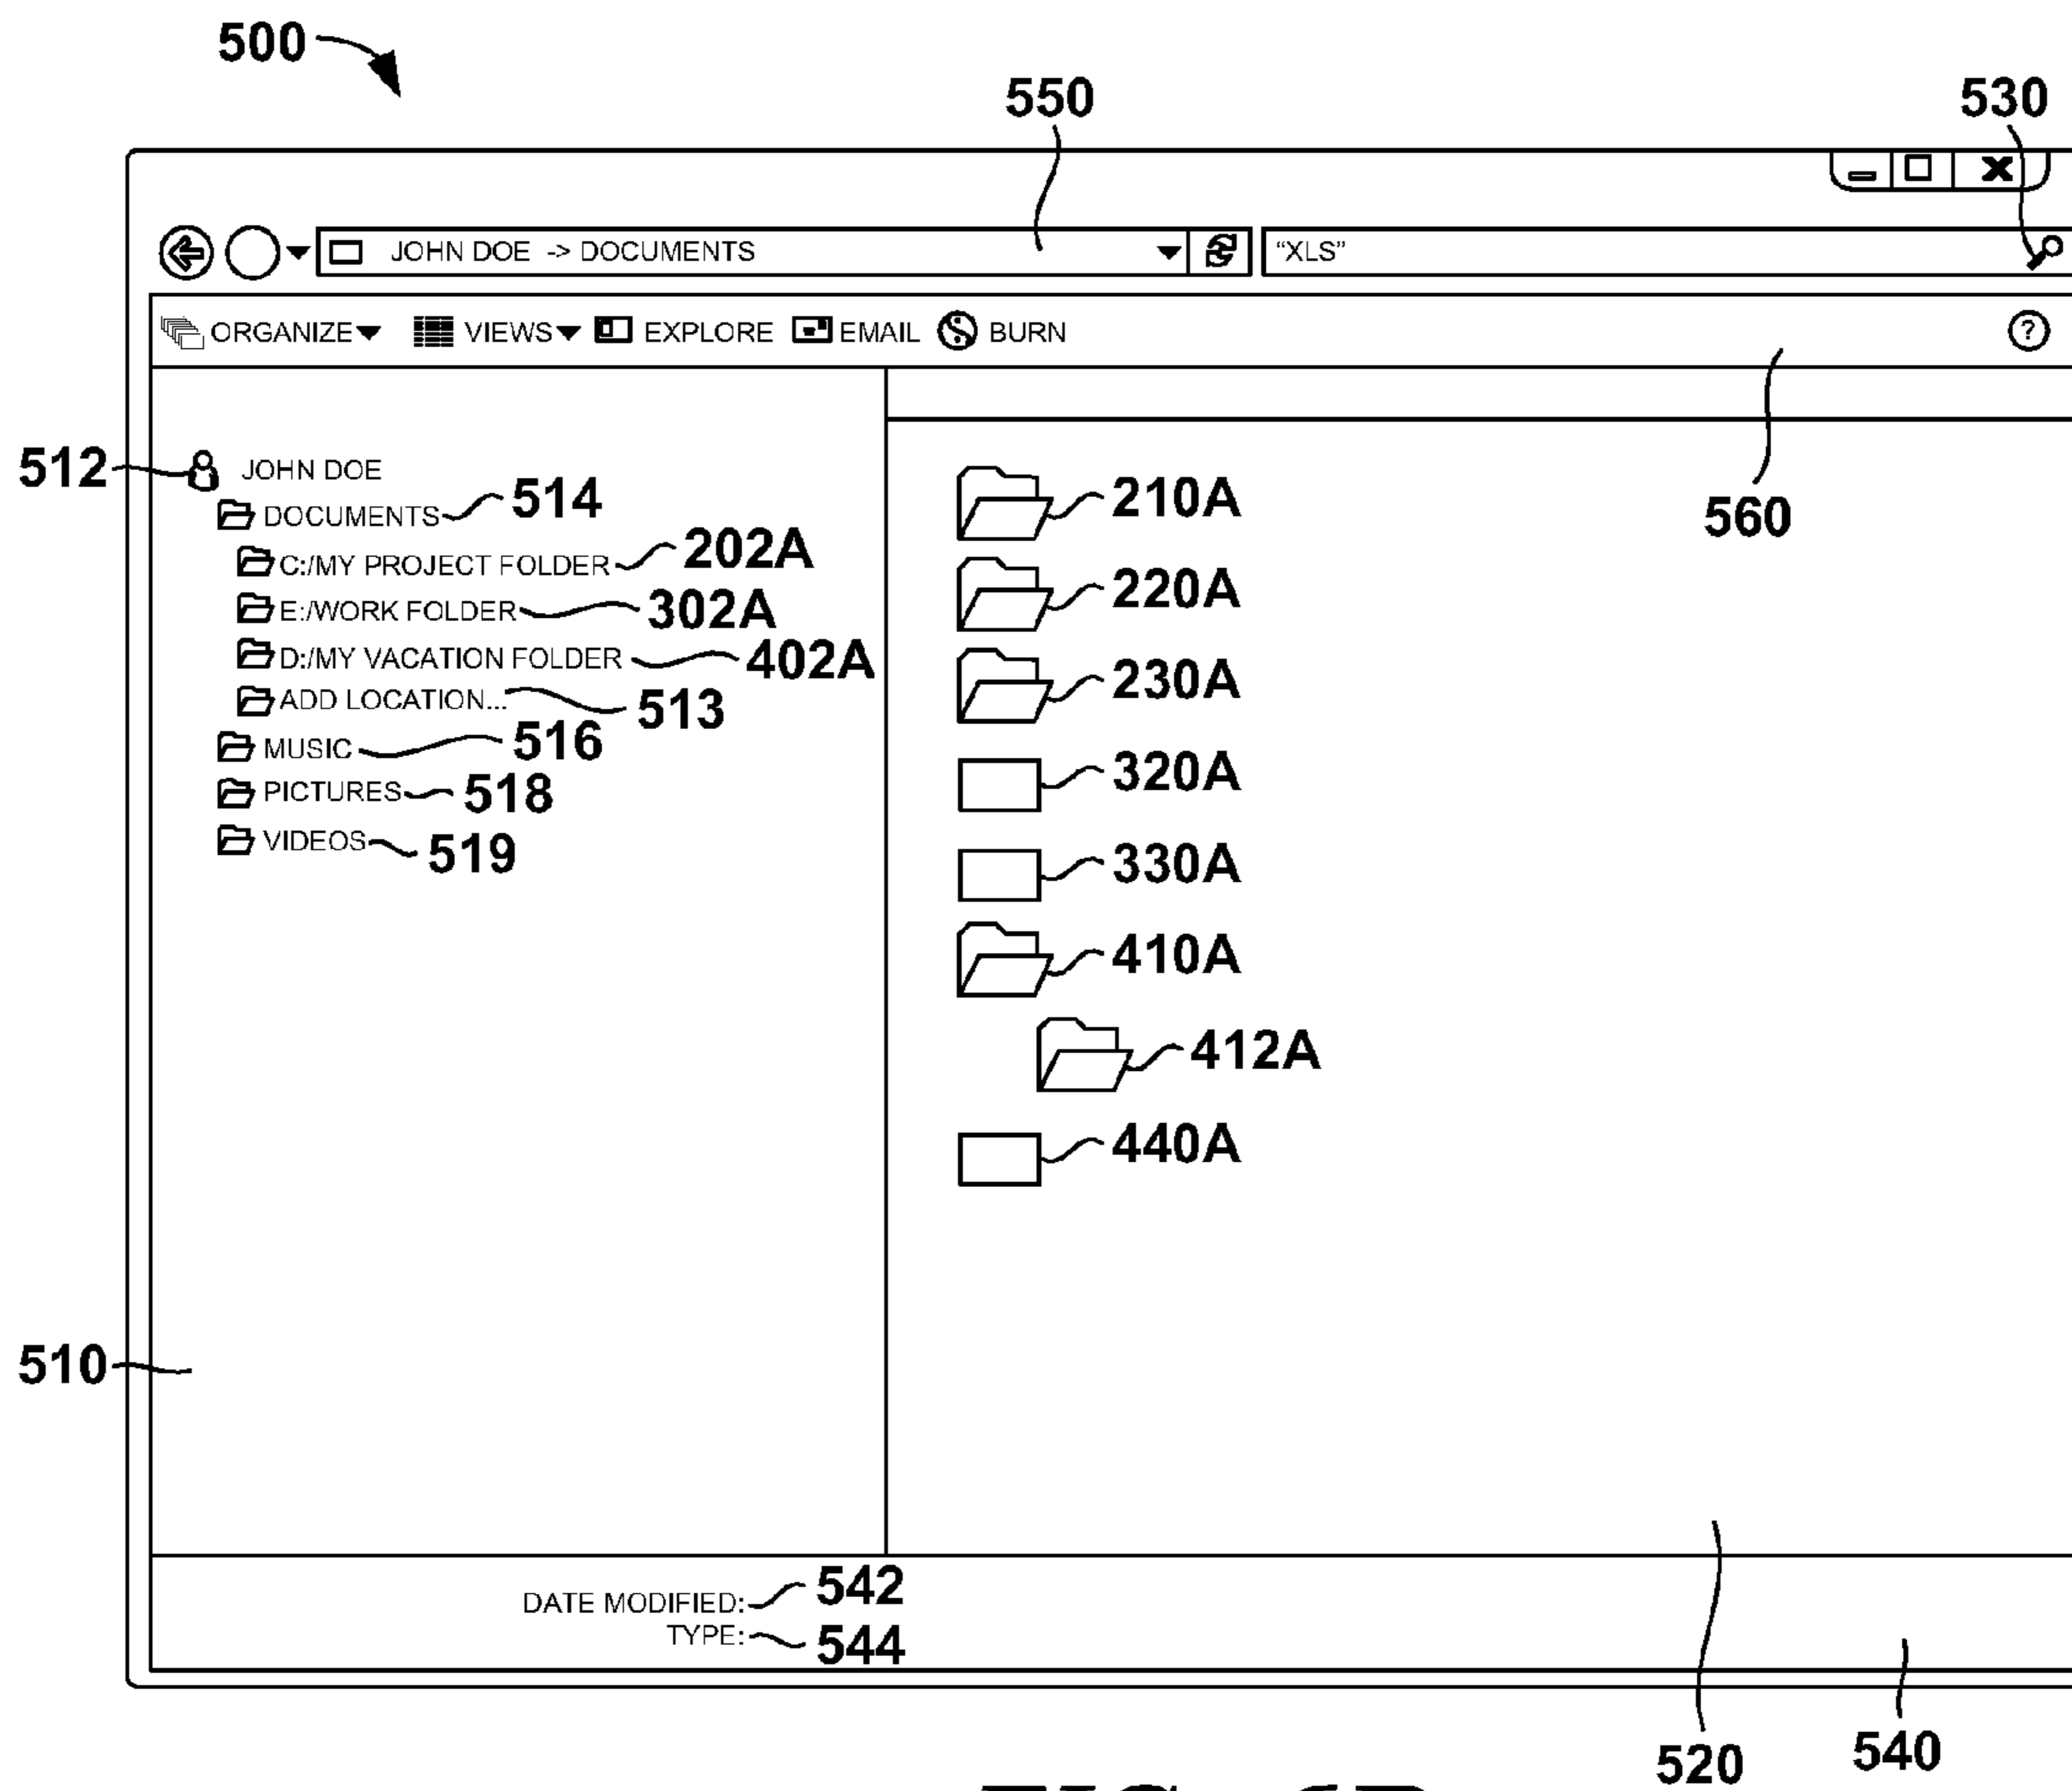 500
550
530
JOHN DOE -> DOCUMENTS
“XLS”
ORGANIZE VIEWS EXPLORE EMAIL BURN ?
560
512 JOHN DOE
DOCUMENTS 514
C:/MY PROJECT FOLDER 202A
E:/WORK FOLDER 302A
D:/MY VACATION FOLDER 402A
ADD LOCATION... 513
MUSIC 516
PICTURES 518
VIDEOS 519
210A
220A
230A
320A
330A
410A
412A
440A
510
DATE MODIFIED: 542
TYPE: 544
520
540